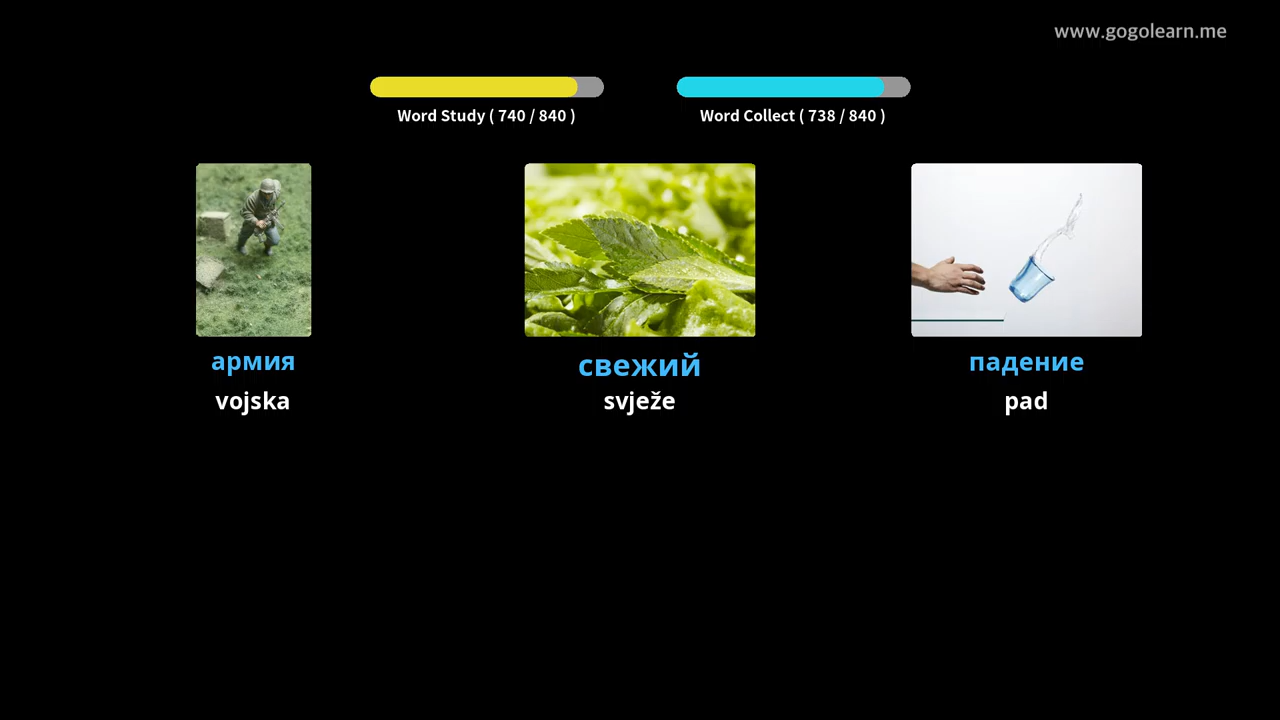 www.gogolearn.me
Word Study ( 740 / 840 )
Word Collect ( 738 / 840 )
армия
свежий
падение
vojska
svježe
pad